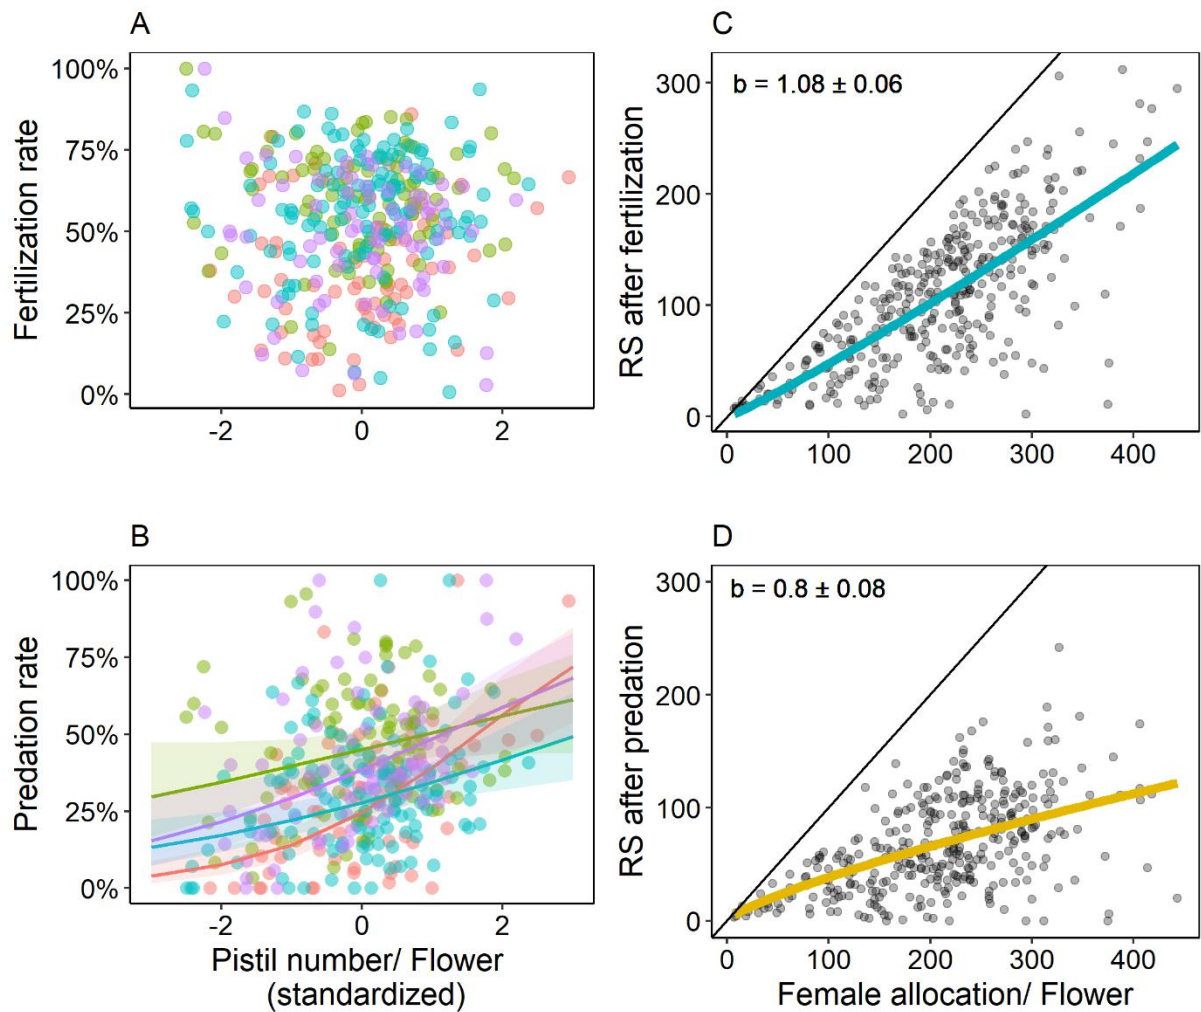 A
Fertilization rate
100%
75%
50%
25%
0%
-2 0 2
C
RS after fertilization
b = 1.08 ± 0.06
300
200
100
0
0 100 200 300 400
B
Predation rate
100%
75%
50%
25%
0%
-2 0 2
Pistil number/ Flower
(standardized)
D
RS after predation
b = 0.8 ± 0.08
300
200
100
0
0 100 200 300 400
Female allocation/ Flower